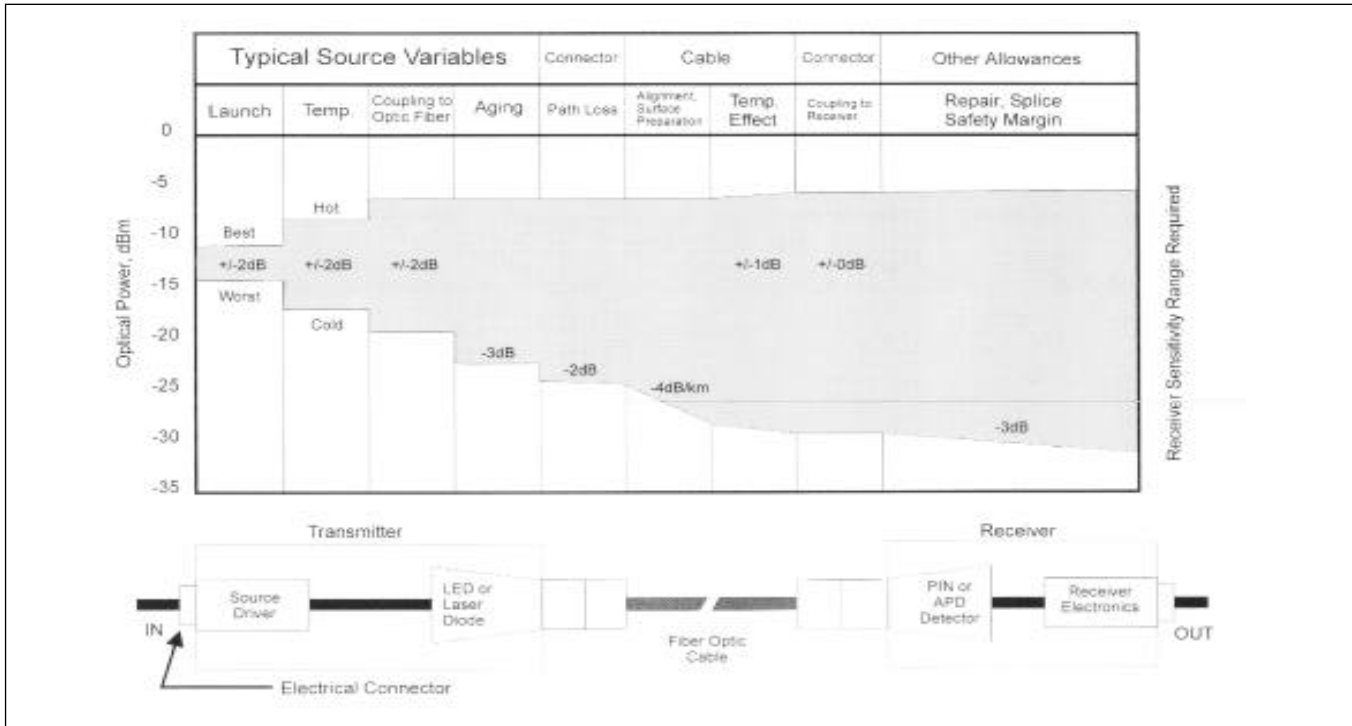 Typical Source Variables
Connector
Cable
Connector
Other Allowances
Launch
Temp.
Coupling to
Optic Fiber
Aging
Path Loss
Alignment,
Surface
Preparation
Temp.
Effect
Coupling to
Receiver
Repair, Splice
Safety Margin
Optical Power, dBm
0
-5
-10
-15
-20
-25
-30
-35
Best
+/-2dB
Worst
Hot
+/-2dB
Cold
+/-2dB
-3dB
-2dB
-4dB/km
+/-1dB
+/-0dB
-3dB
Receiver Sensitivity Range Required
Transmitter
Receiver
IN
Source
Driver
LED or
Laser
Diode
Fiber Optic
Cable
PIN or
APD
Detector
Receiver
Electronics
OUT
Electrical Connector